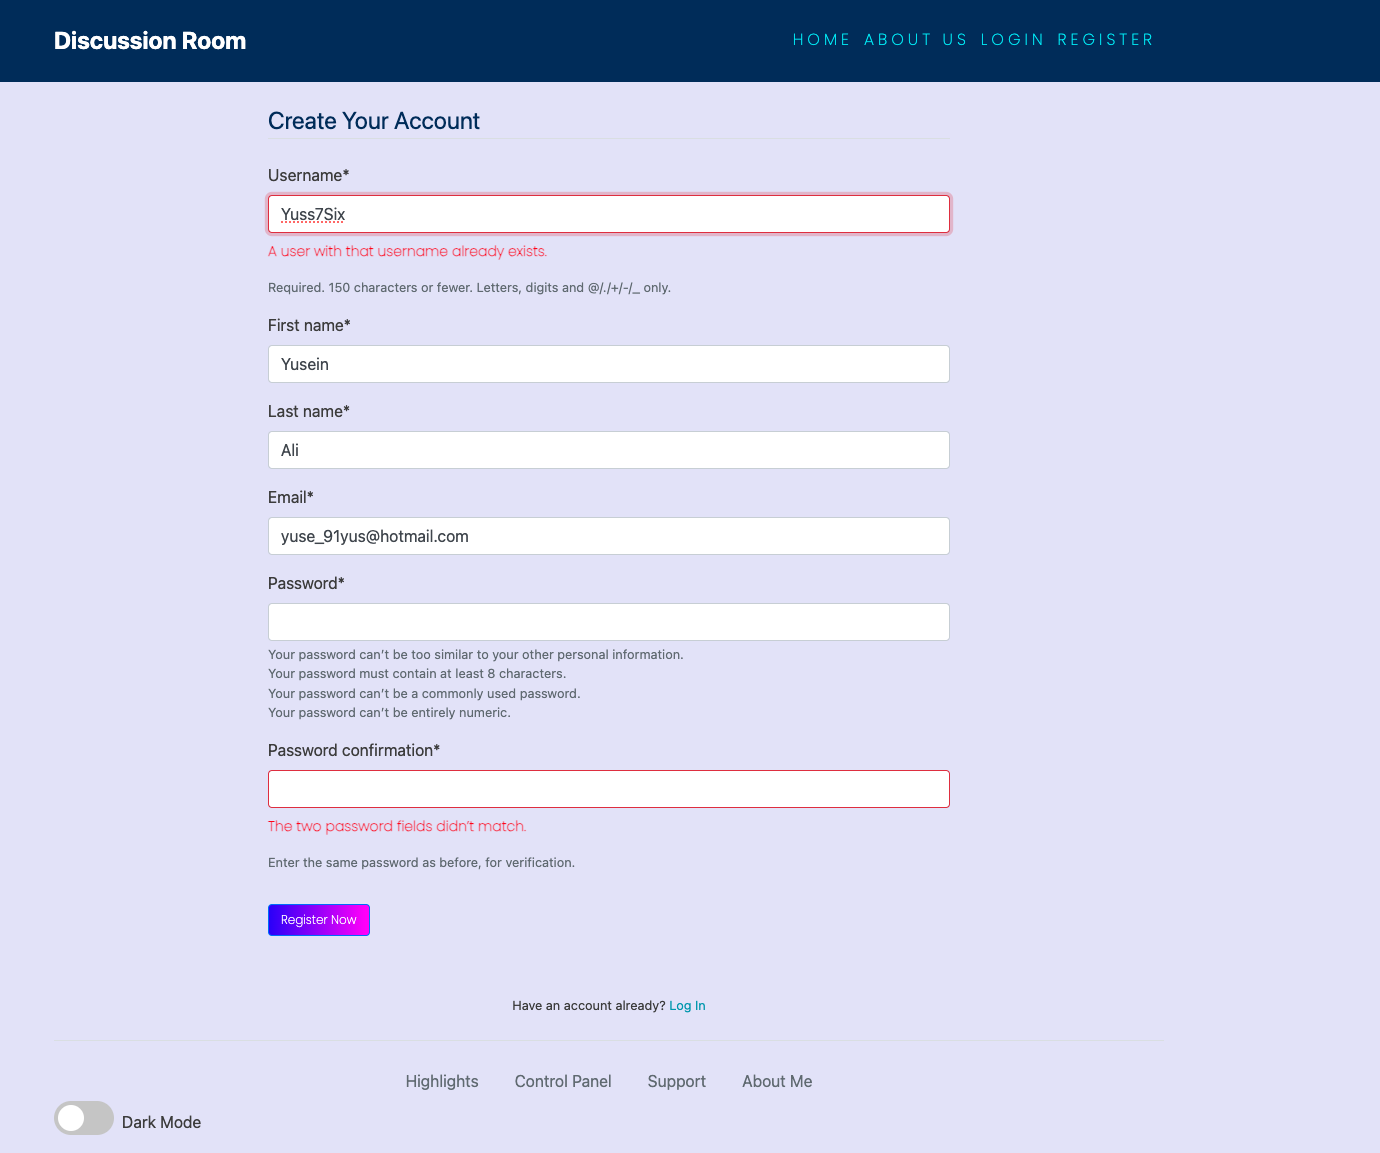 Discussion Room
HOME ABOUT US LOGIN REGISTER
Create Your Account
Username*
Yuss7Six
A user with that username already exists.
Required. 150 characters or fewer. Letters, digits and @/./+/-/_ only.
First name*
Yusein
Last name*
Ali
Email*
yuse_91yus@hotmail.com
Password*
Your password can't be too similar to your other personal information.
Your password must contain at least 8 characters.
Your password can't be a commonly used password.
Your password can't be entirely numeric.
Password confirmation*
The two password fields didn't match.
Enter the same password as before, for verification.
Register Now
Have an account already? Log In
Highlights Control Panel Support About Me
Dark Mode